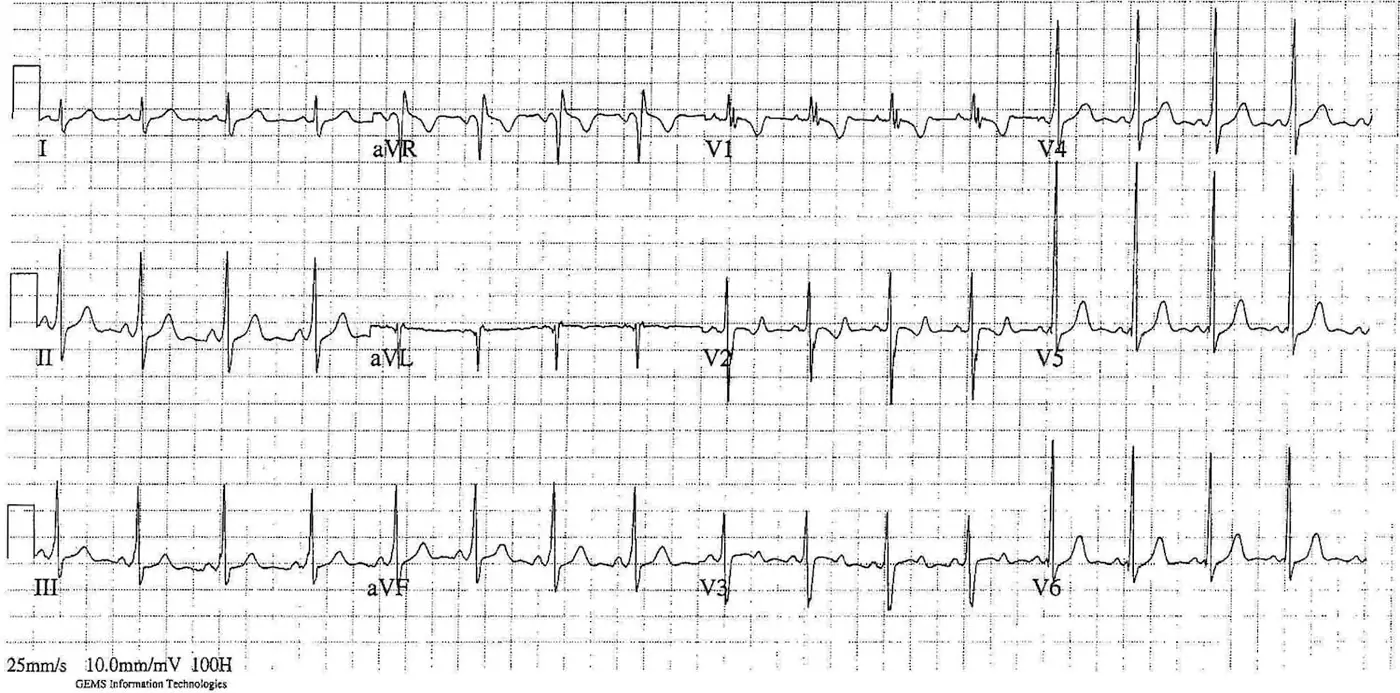 I aVR V1 V4
II aVL V2 V5
III aVF V3 V6
25mm/s 10.0mm/mV 100H
GEMS Information Technologies